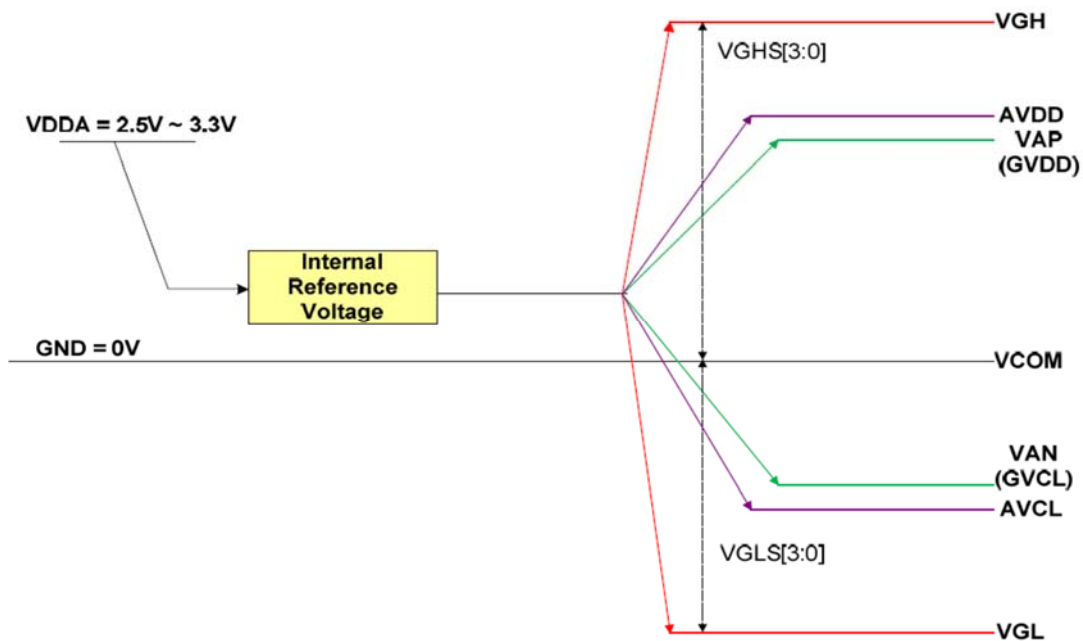 VGH
VGHS[3:0]
VDDA = 2.5V ~ 3.3V
AVDD
VAP
(GVDD)
Internal
Reference
Voltage
GND = 0V
VCOM
VAN
(GVCL)
AVCL
VGLS[3:0]
VGL